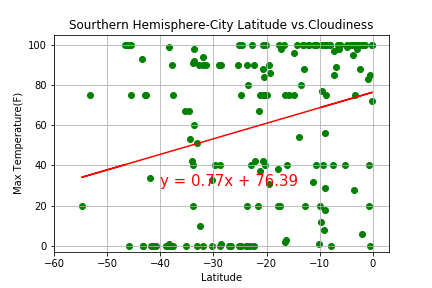 Sourthern Hemisphere-City Latitude vs.Cloudiness
Max Temperature(F)
100
80
60
40
20
0
y = 0.77x + 76.39
−60 −50 −40 −30 −20 −10 0
Latitude